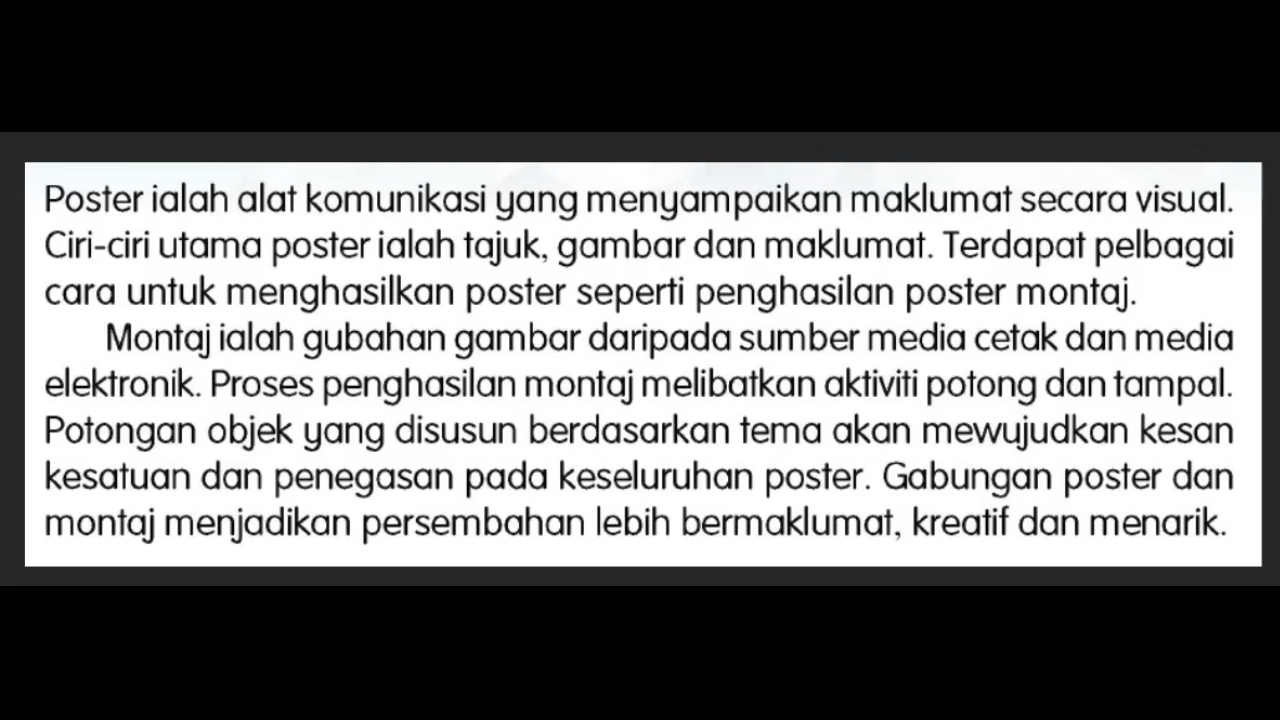 Poster ialah alat komunikasi yang menyampaikan maklumat secara visual.
Ciri-ciri utama poster ialah tajuk, gambar dan maklumat. Terdapat pelbagai
cara untuk menghasilkan poster seperti penghasilan poster montaj.
Montaj ialah gubahan gambar daripada sumber media cetak dan media
elektronik. Proses penghasilan montaj melibatkan aktiviti potong dan tampal.
Potongan objek yang disusun berdasarkan tema akan mewujudkan kesan
kesatuan dan penegasan pada keseluruhan poster. Gabungan poster dan
montaj menjadikan persembahan lebih bermaklumat, kreatif dan menarik.